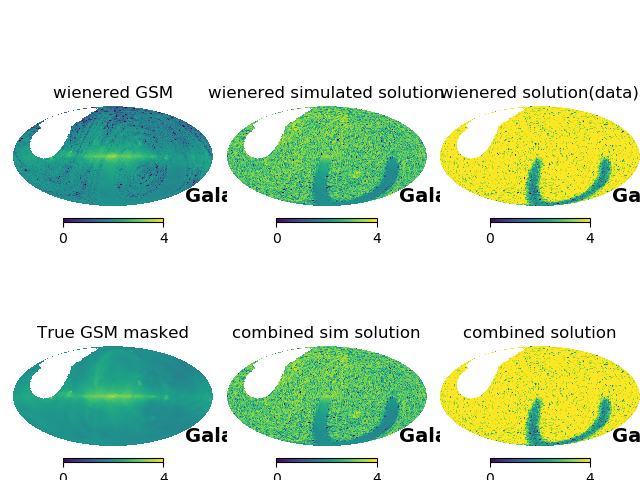 wienered GSM
wienered simulated solution
wienered solution(data)
Gala
Gala
Ga
0 4
0 4
0 4
True GSM masked
combined sim solution
combined solution
Gala
Gala
Ga
0 4
0 4
0 4